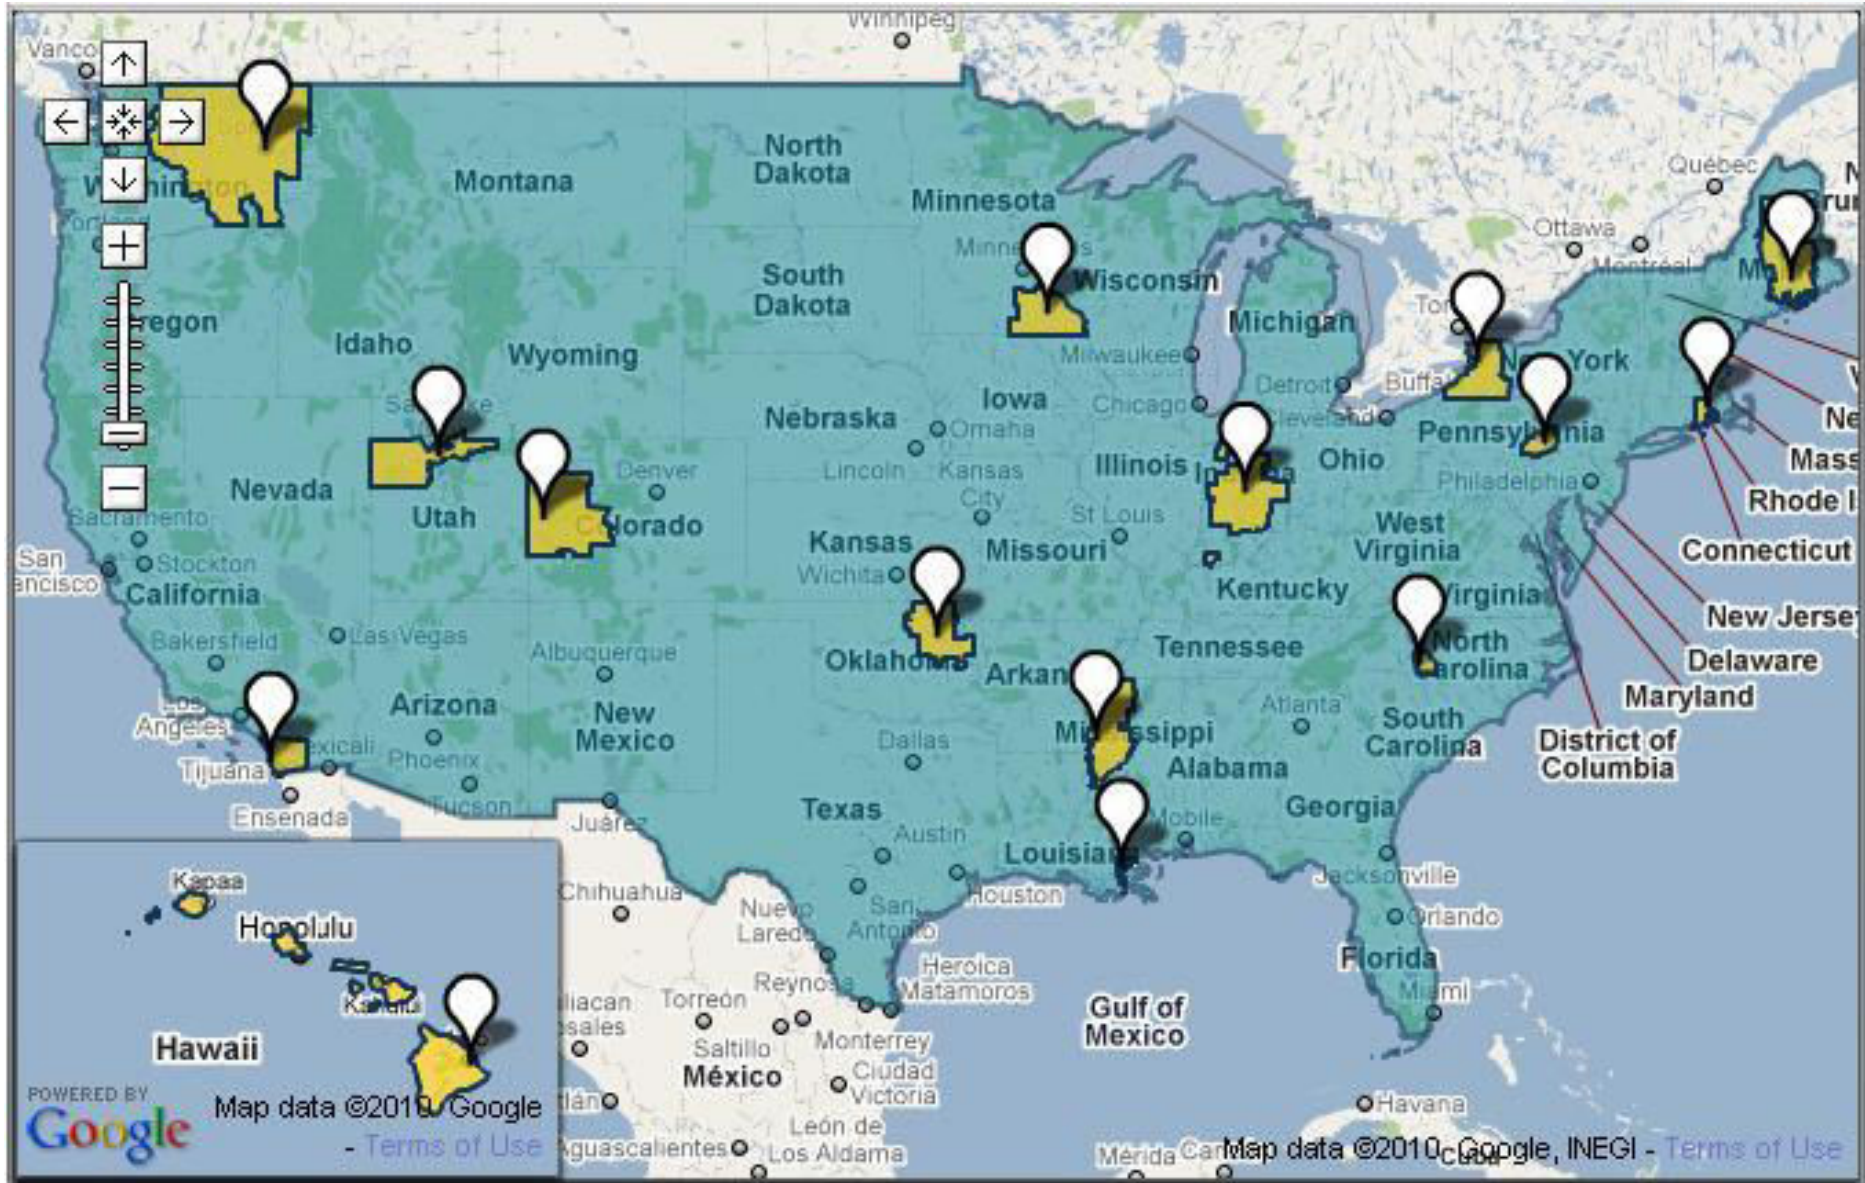 Winnipeg
Vanco
Québec
Ottawa
Montréal
North
Dakota
Montana
Minnesota
South
Dakota
Wisconsin
Michigan
Idaho
Wyoming
Milwaukee
Detroit
Iowa
Nebraska
Chicago
Omaha
Pennsylvania
Illinois
Ohio
Mass
Denver
Lincoln
Kansas
City
Philadelphia
Nevada
Rhode I
Utah
Colorado
St Louis
Sacramento
West
Virginia
Kansas
Missouri
Connecticut
San
ancisco
Stockton
Wichita
California
Kentucky
Virginia
New Jersey
Las Vegas
Bakersfield
Albuquerque
Tennessee
North
Carolina
Oklahoma
Delaware
Maryland
Los
Angeles
Arizona
New
Mexico
Atlanta
South
Carolina
Mississippi
Dallas
District of
Columbia
Phoenix
Tijuana
Alabama
Tucson
Ensenada
Texas
Georgia
Juárez
Austin
Louisiana
Jacksonville
Houston
Chihuahua
Nuevo
Laredo
San
Antonio
Orlando
Florida
Kapaa
Honolulu
Heroica
Matamoros
Reynosa
Miami
Kahului
Torreón
Gulf of
Mexico
Monterrey
Saltillo
Hawaii
México
Ciudad
Victoria
POWERED BY
Google
Map data ©2010 Google
- Terms of Use
Havana
León de
Los Aldama
Aguascalientes
Mérida
Map data ©2010 Google, INEGI - Terms of Use
Cuba